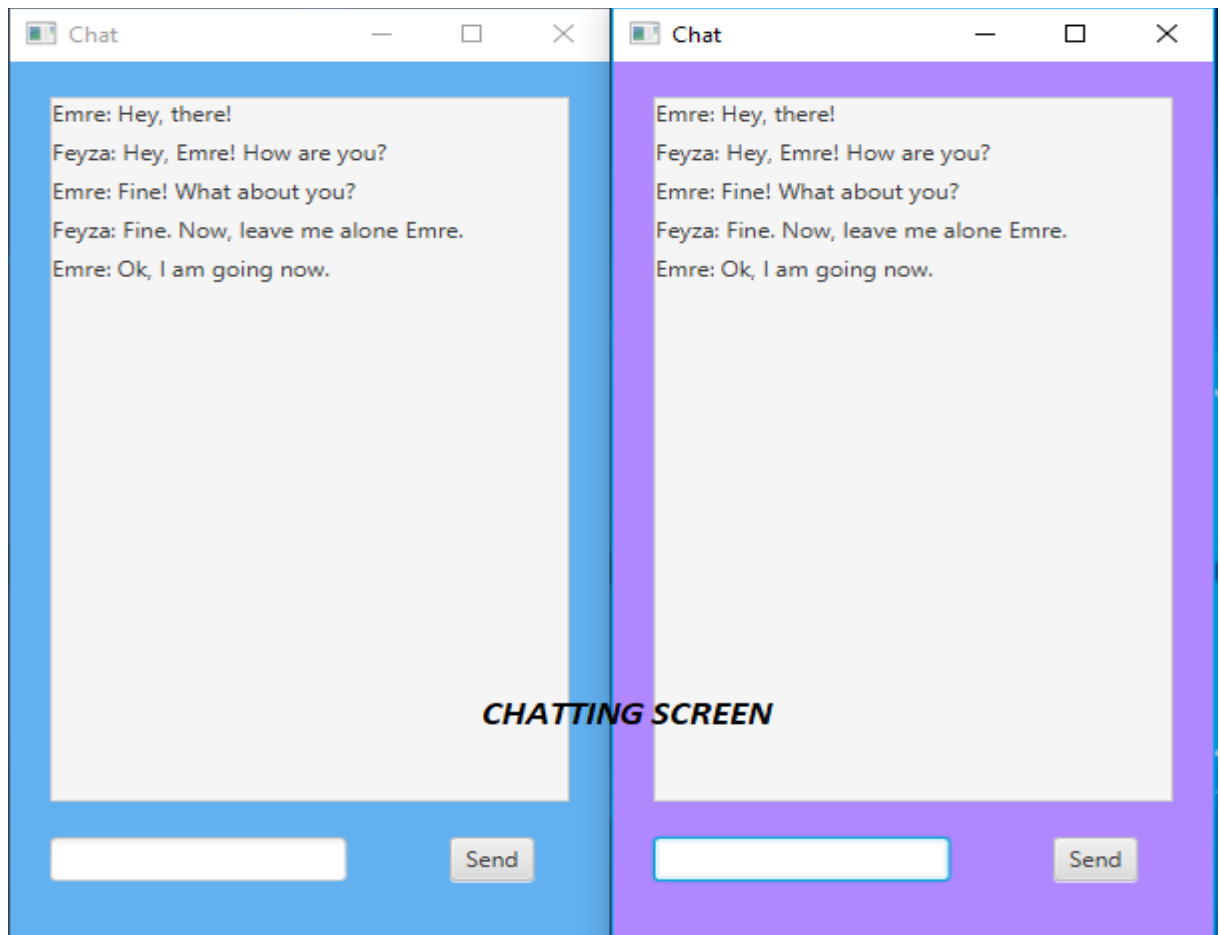 Chat
Emre: Hey, there!
Feyza: Hey, Emre! How are you?
Emre: Fine! What about you?
Feyza: Fine. Now, leave me alone Emre.
Emre: Ok, I am going now.
Send
Chat
Emre: Hey, there!
Feyza: Hey, Emre! How are you?
Emre: Fine! What about you?
Feyza: Fine. Now, leave me alone Emre.
Emre: Ok, I am going now.
Send
CHATTING SCREEN